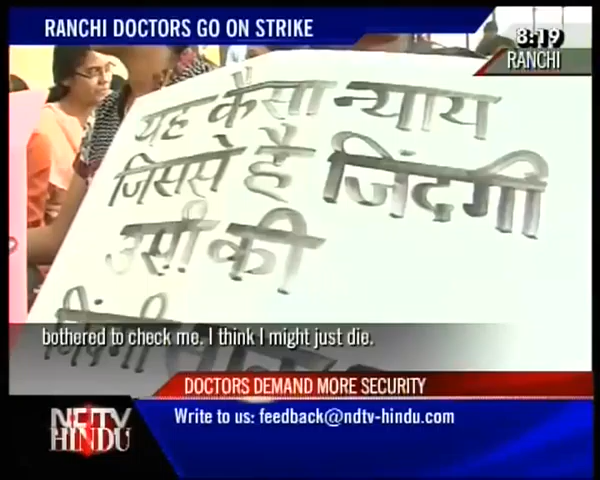 RANCHI DOCTORS GO ON STRIKE
8:19
RANCHI
यह कैसा न्याय
जिससे है जिंदगी
उसी की
जिंदगी
bothered to check me. I think I might just die.
DOCTORS DEMAND MORE SECURITY
NDTV
HINDU
Write to us: feedback@ndtv-hindu.com